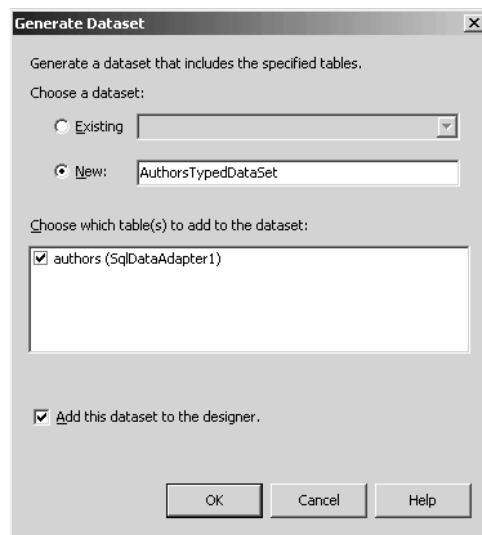 Generate Dataset
Generate a dataset that includes the specified tables.
Choose a dataset:
Existing
New: AuthorsTypedDataSet
Choose which table(s) to add to the dataset:
authors (SqlDataAdapter1)
Add this dataset to the designer.
OK Cancel Help